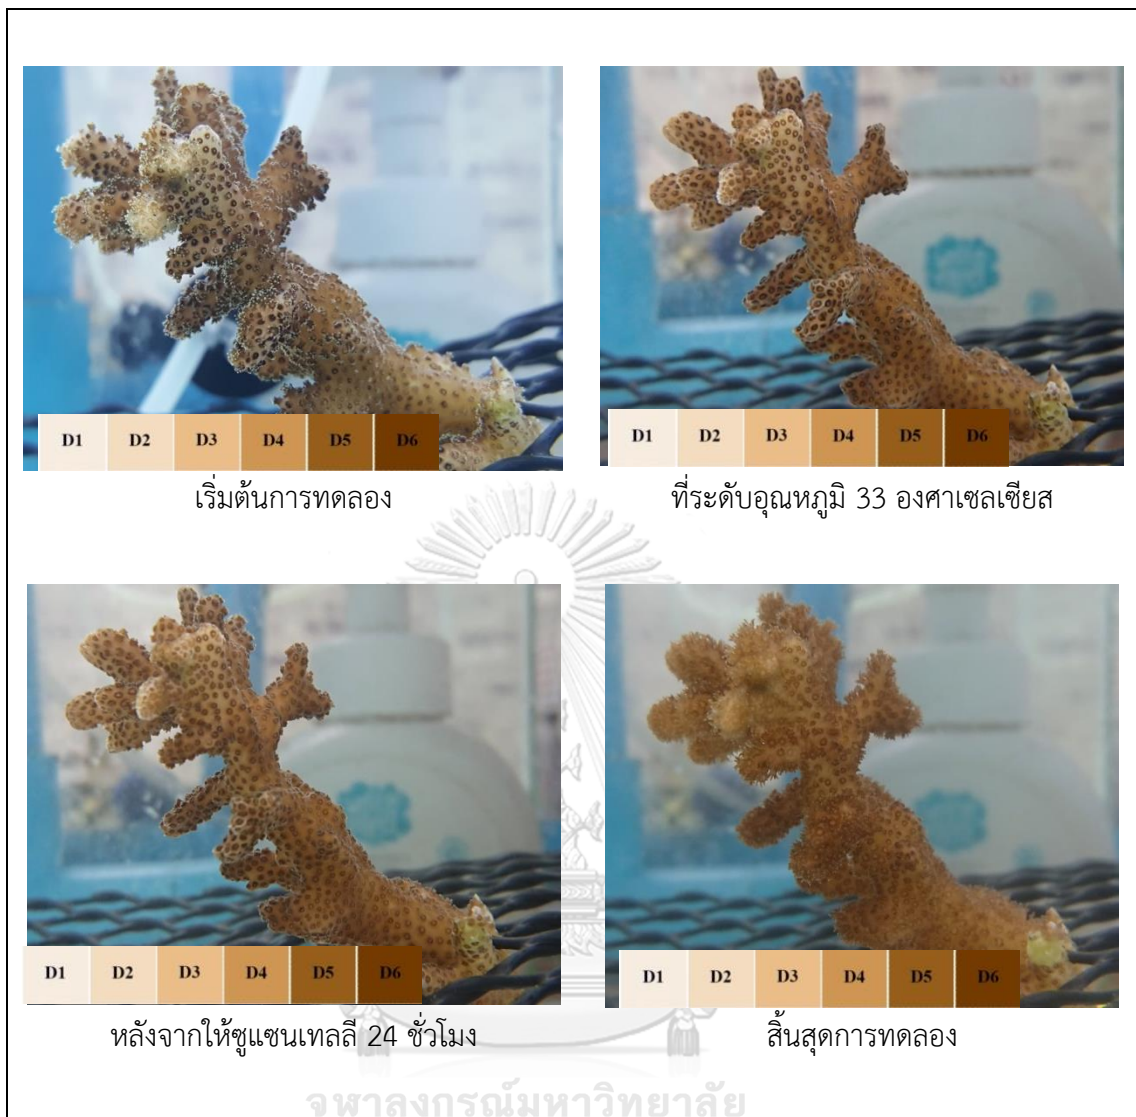 D1 D2 D3 D4 D5 D6
D1 D2 D3 D4 D5 D6
เริ่มต้นการทดลอง
ที่ระดับอุณหภูมิ 33 องศาเซลเซียส
D1 D2 D3 D4 D5 D6
D1 D2 D3 D4 D5 D6
หลังจากให้ซูแซนเทลลี 24 ชั่วโมง
สิ้นสุดการทดลอง
จุฬาลงกรณ์มหาวิทยาลัย